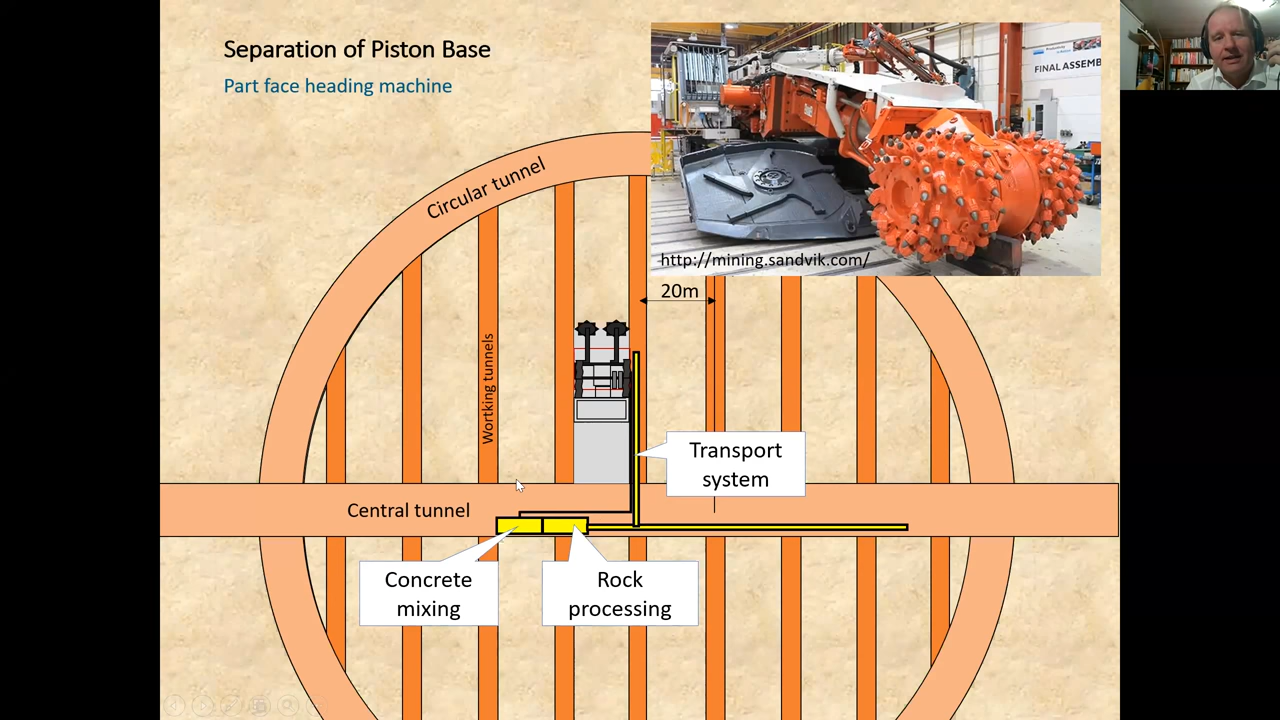 Separation of Piston Base
Part face heading machine
FINAL ASSEMB
http://mining.sandvik.com/
Circular tunnel
20m
Wortking tunnels
Transport
system
Central tunnel
Concrete
mixing
Rock
processing